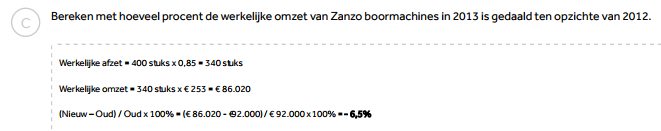 C
Bereken met hoeveel procent de werkelijke omzet van Zanzo boormachines in 2013 is gedaald ten opzichte van 2012.
Werkelijke afzet = 400 stuks x 0,85 = 340 stuks
Werkelijke omzet = 340 stuks x € 253 = € 86.020
(Nieuw – Oud) / Oud x 100% = (€ 86.020 - €92.000) / € 92.000 x 100% = - 6,5%